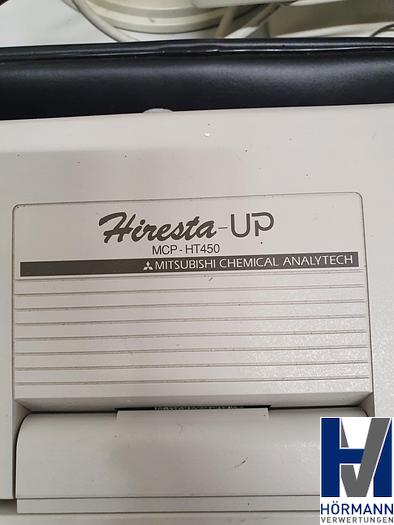 Hiresta-UP
MCP-HT450
MITSUBISHI CHEMICAL ANALYTECH
HÖRMANN
VERWERTUNGEN